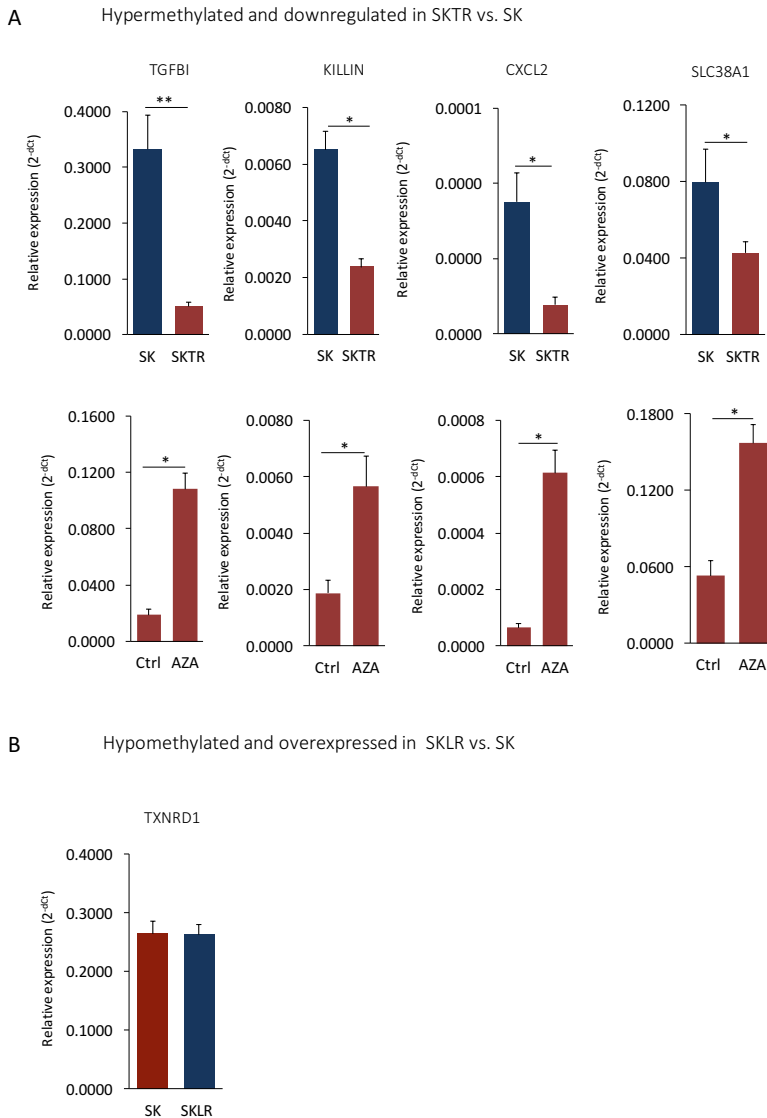 A
Hypermethylated and downregulated in SKTR vs. SK
TGFBI
KILLIN
CXCL2
SLC38A1
Relative expression (2-dCt)
0.4000
0.3000
0.2000
0.1000
0.0000
**
SK SKTR
Relative expression (2-dCt)
0.0080
0.0060
0.0040
0.0020
0.0000
*
SK SKTR
Relative expression (2-dCt)
0.0001
0.0000
0.0000
0.0000
*
SK SKTR
Relative expression (2-dCt)
0.1200
0.0800
0.0400
0.0000
*
SK SKTR
Relative expression (2-dCt)
0.1600
0.1200
0.0800
0.0400
0.0000
*
Ctrl AZA
Relative expression (2-dCt)
0.0080
0.0060
0.0040
0.0020
0.0000
*
Ctrl AZA
Relative expression (2-dCt)
0.0008
0.0006
0.0004
0.0002
0.0000
*
Ctrl AZA
Relative expression (2-dCt)
0.1800
0.1200
0.0600
0.0000
*
Ctrl AZA
B
Hypomethylated and overexpressed in SKLR vs. SK
TXNRD1
Relative expression (2-dCt)
0.4000
0.3000
0.2000
0.1000
0.0000
SK SKLR